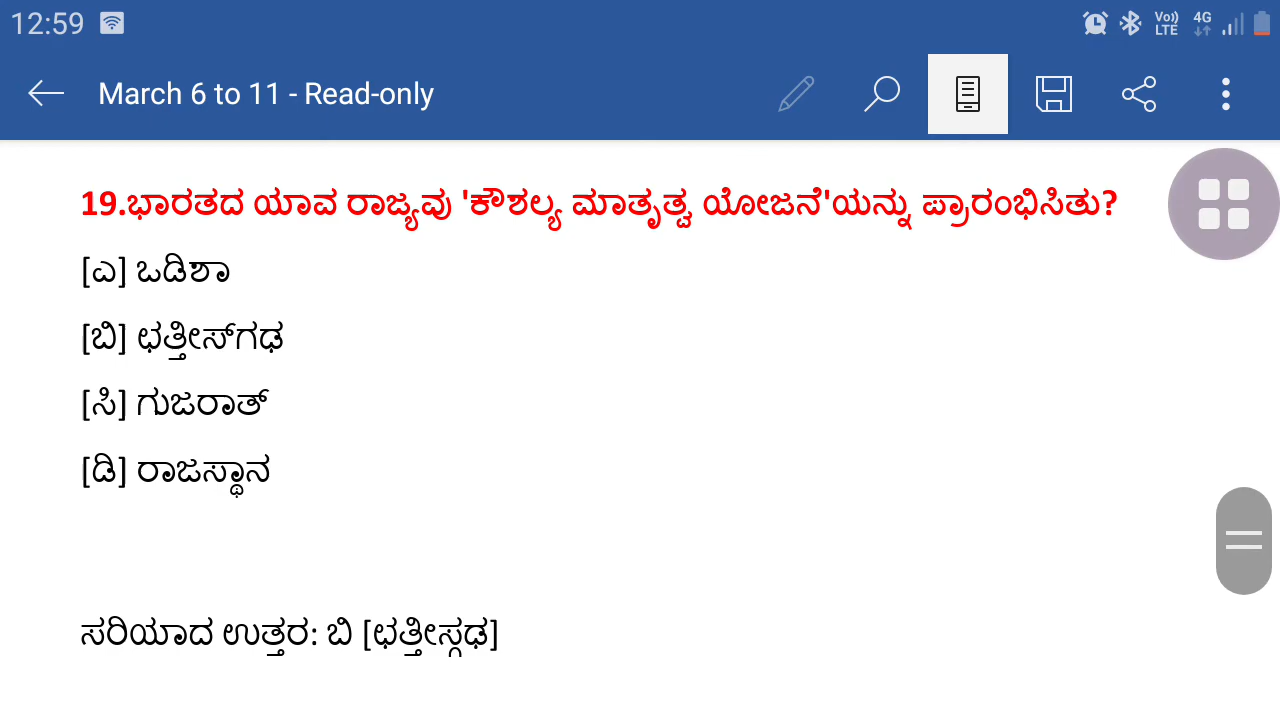 12:59
Vo)) LTE 4G
March 6 to 11 - Read-only
19.ಭಾರತದ ಯಾವ ರಾಜ್ಯವು 'ಕೌಶಲ್ಯ ಮಾತೃತ್ವ ಯೋಜನೆ'ಯನ್ನು ಪ್ರಾರಂಭಿಸಿತು?
[ಎ] ಒಡಿಶಾ
[ಬಿ] ಛತ್ತೀಸ್‌ಗಢ
[ಸಿ] ಗುಜರಾತ್
[ಡಿ] ರಾಜಸ್ಥಾನ
ಸರಿಯಾದ ಉತ್ತರ: ಬಿ [ಛತ್ತೀಸ್ಗಢ]